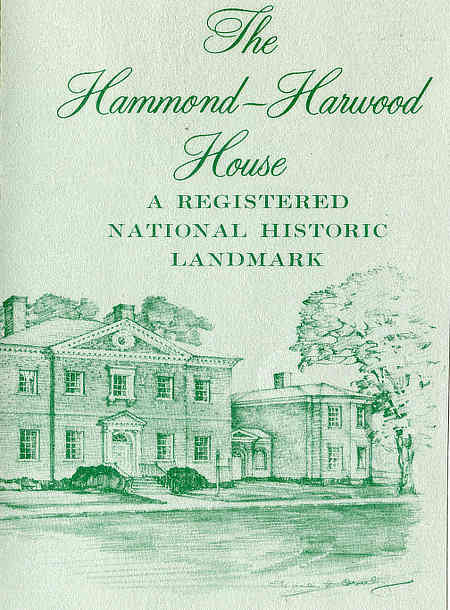 The
Hammond–Harwood
House
A REGISTERED
NATIONAL HISTORIC
LANDMARK